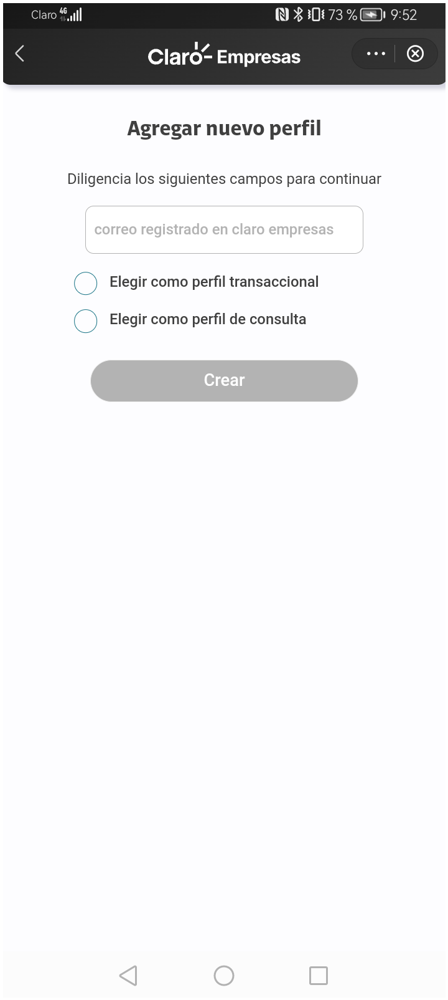 Claro 4G 73 % 9:52
Claro- Empresas
Agregar nuevo perfil
Diligencia los siguientes campos para continuar
correo registrado en claro empresas
Elegir como perfil transaccional
Elegir como perfil de consulta
Crear